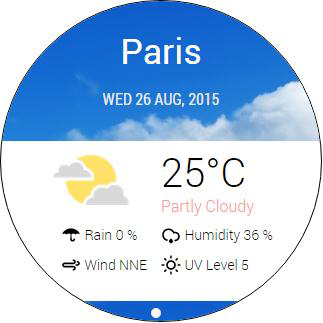 Paris
WED 26 AUG, 2015
25°C
Partly Cloudy
Rain 0 % Humidity 36 %
Wind NNE UV Level 5